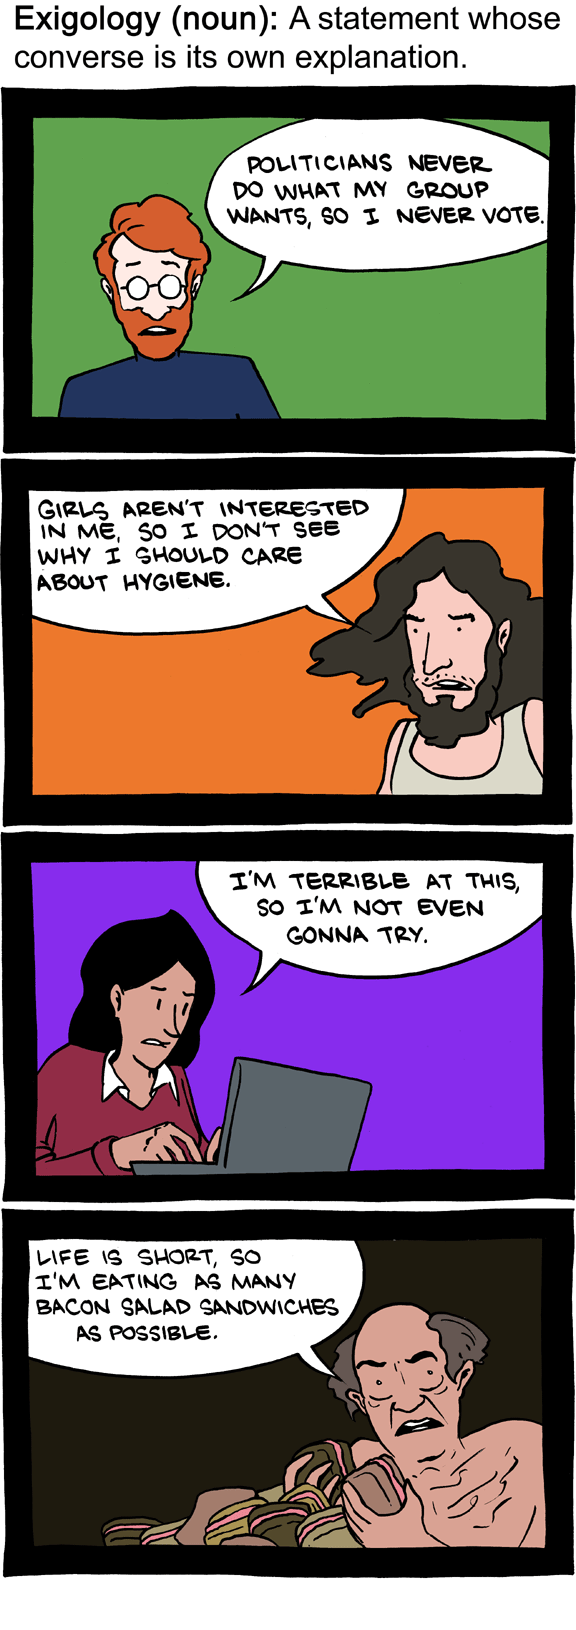 Exigology (noun): A statement whose
converse is its own explanation.
POLITICIANS NEVER
DO WHAT MY GROUP
WANTS, SO I NEVER VOTE.
GIRLS AREN'T INTERESTED
IN ME, SO I DON'T SEE
WHY I SHOULD CARE
ABOUT HYGIENE.
I'M TERRIBLE AT THIS,
SO I'M NOT EVEN
GONNA TRY.
LIFE IS SHORT, SO
I'M EATING AS MANY
BACON SALAD SANDWICHES
AS POSSIBLE.